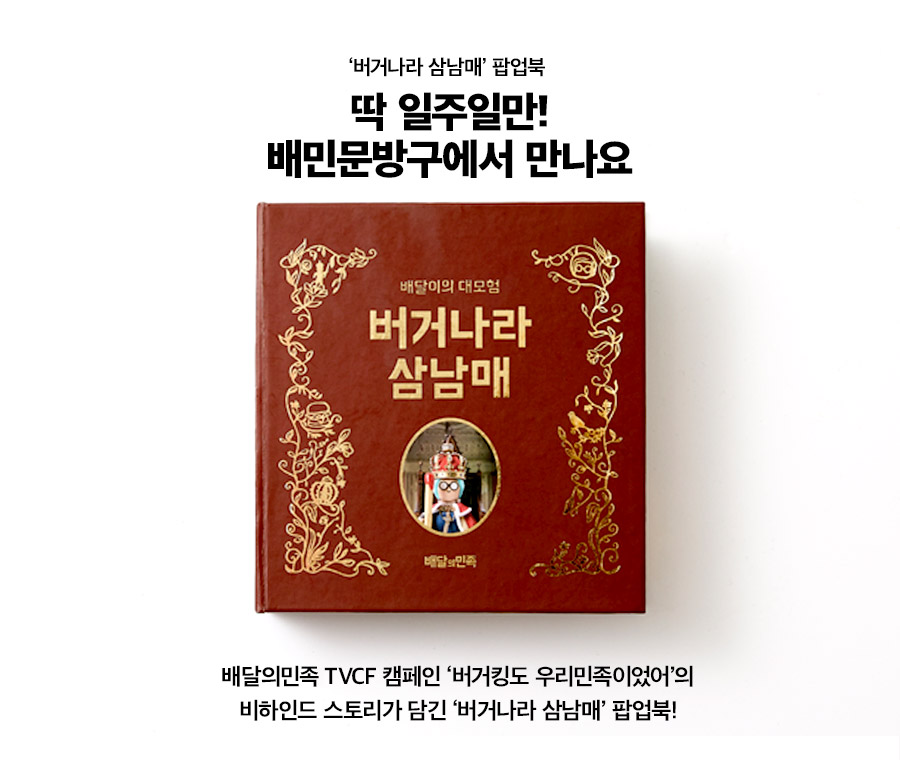 ‘버거나라 삼남매’ 팝업북
딱 일주일만!
배민문방구에서 만나요
배달이의 대모험
버거나라
삼남매
배달의민족
배달의민족 TVCF 캠페인 ‘버거킹도 우리민족이었어’의
비하인드 스토리가 담긴 ‘버거나라 삼남매’ 팝업북!